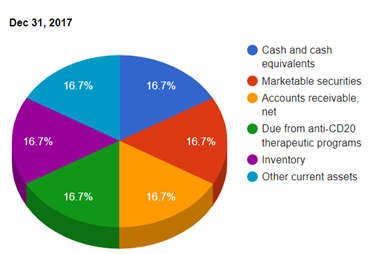 Dec 31, 2017
Cash and cash
equivalents
Marketable securities
Accounts receivable,
net
Due from anti-CD20
therapeutic programs
Inventory
Other current assets
16.7%
16.7%
16.7%
16.7%
16.7%
16.7%